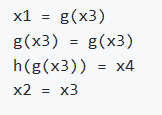 x1 = g(x3)
g(x3) = g(x3)
h(g(x3)) = x4
x2 = x3